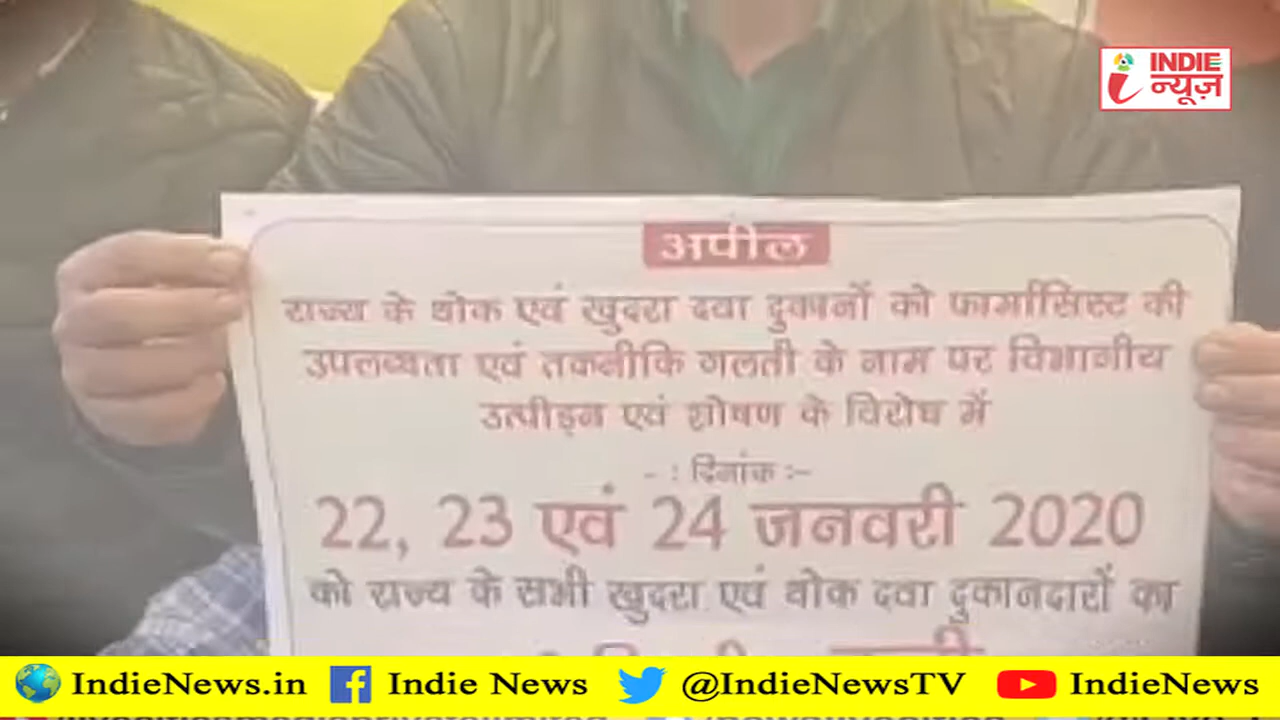 INDIE
न्यूज़
अपील
राज्य के थोक एवं खुदरा दवा दुकानों को फार्मासिस्ट की
उपलब्धता एवं तकनीकि गलती के नाम पर विभागीय
उत्पीड़न एवं शोषण के विरोध में
-: दिनांक :-
22, 23 एवं 24 जनवरी 2020
को राज्य के सभी खुदरा एवं थोक दवा दुकानदारों का
IndieNews.in Indie News @IndieNewsTV IndieNews